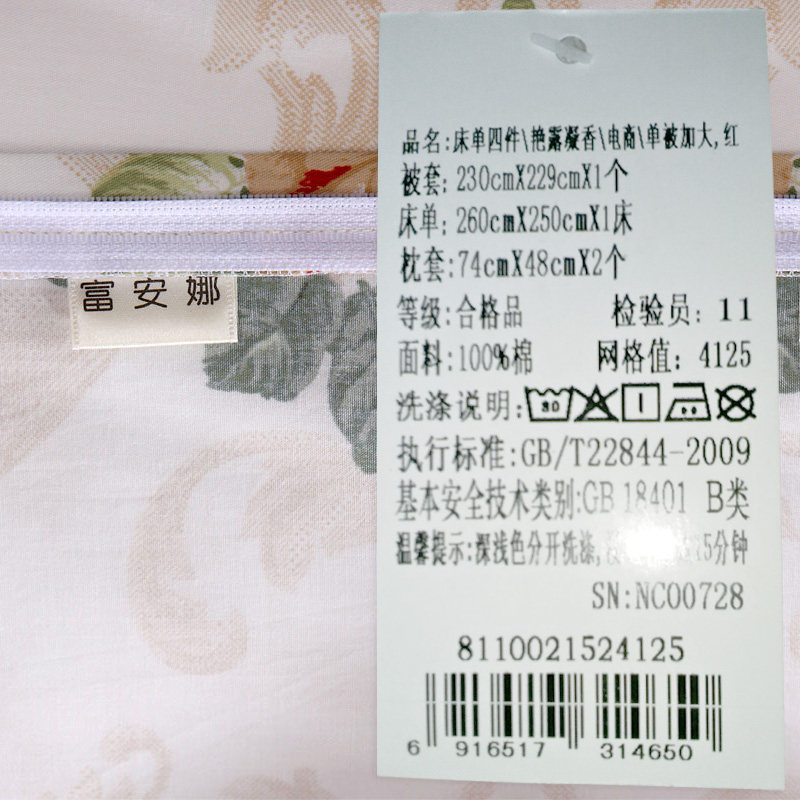 富安娜
品名:床单四件\艳露凝香\电商\单被加大,红
被套:230cmX229cmX1个
床单:260cmX250cmX1床
枕套:74cmX48cmX2个
等级:合格品 检验员:11
面料:100%棉 网格值:4125
洗涤说明:
执行标准:GB/T22844-2009
基本安全技术类别:GB 18401 B类
温馨提示:深浅色分开洗涤, 5分钟
SN:NC00728
8110021524125
6 916517 314650